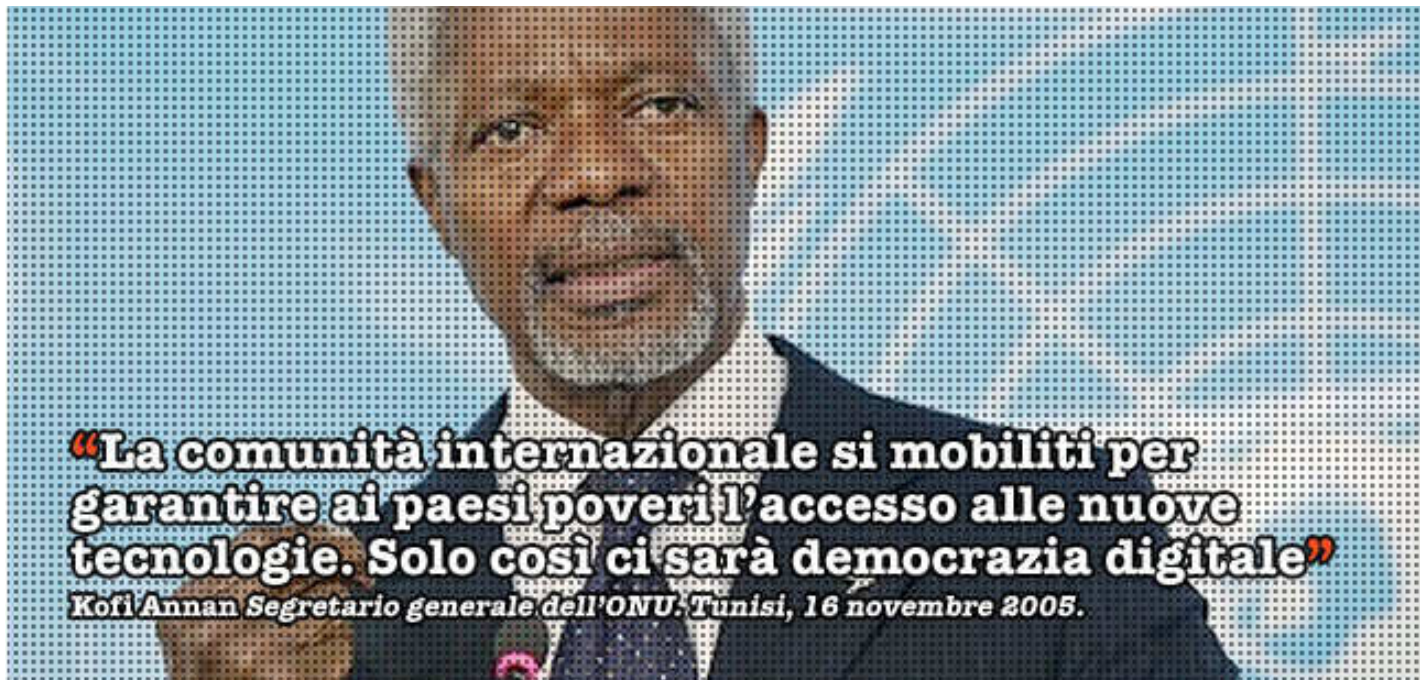 “La comunità internazionale si mobiliti per
garantire ai paesi poveri l’accesso alle nuove
tecnologie. Solo così ci sarà democrazia digitale”
Kofi Annan Segretario generale dell’ONU. Tunisi, 16 novembre 2005.